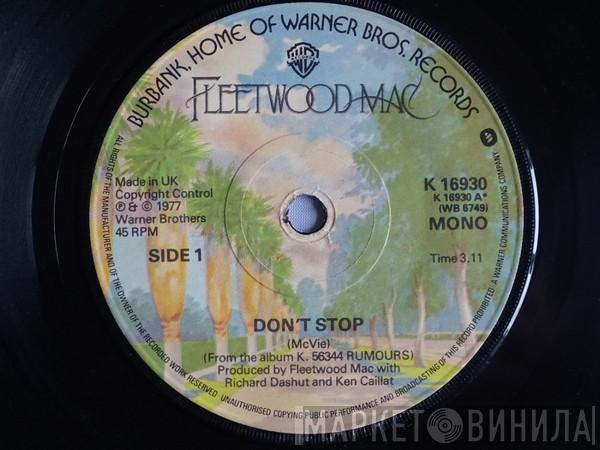 BURBANK, HOME OF WARNER BROS. RECORDS
FLEETWOOD MAC
Made in UK
Copyright Control
℗ & © 1977
Warner Brothers
45 RPM
SIDE 1
K 16930
K 16930 A*
(WB 6749)
MONO
Time 3.11
DON'T STOP
(McVie)
(From the album K. 56344 RUMOURS)
Produced by Fleetwood Mac with
Richard Dashut and Ken Caillat
ALL RIGHTS OF THE MANUFACTURER AND OF THE OWNER OF THE RECORDED WORK RESERVED UNAUTHORISED COPYING PUBLIC PERFORMANCE AND BROADCASTING OF THIS RECORD PROHIBITED A WARNER COMMUNICATIONS COMPANY.
МАРКЕТ ВИНИЛА